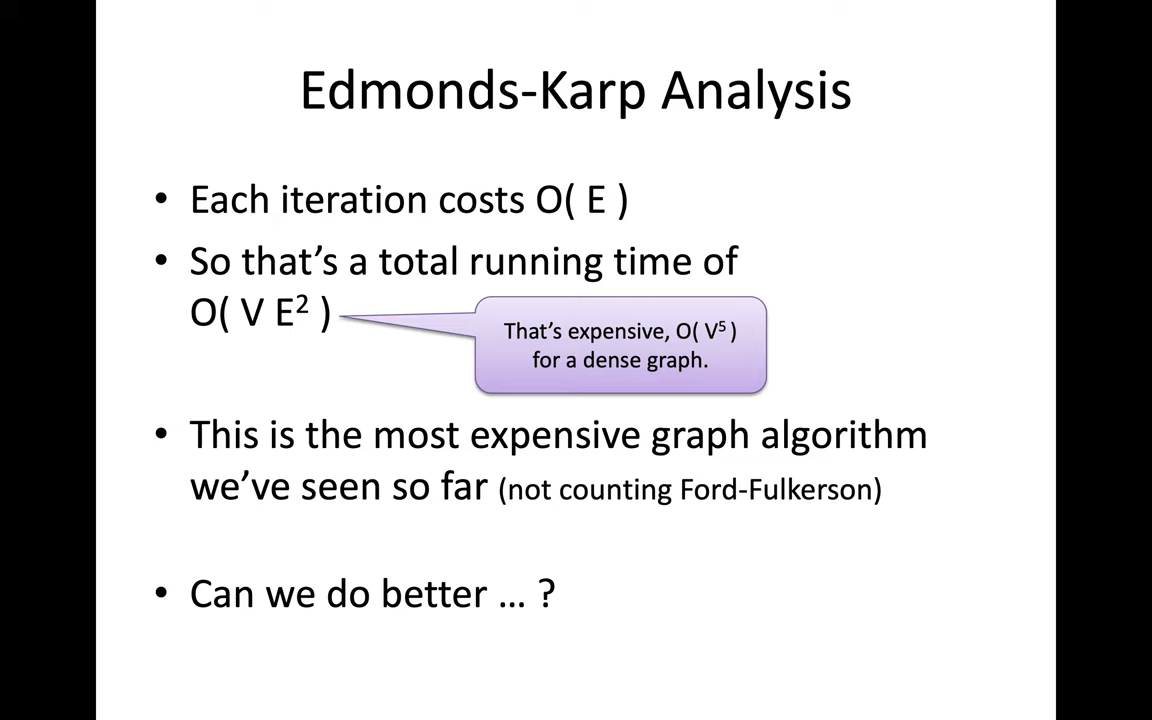 Edmonds-Karp Analysis
• Each iteration costs O( E )
• So that’s a total running time of
O( V E² )
That’s expensive, O( V⁵ )
for a dense graph.
• This is the most expensive graph algorithm
we’ve seen so far (not counting Ford-Fulkerson)
• Can we do better … ?